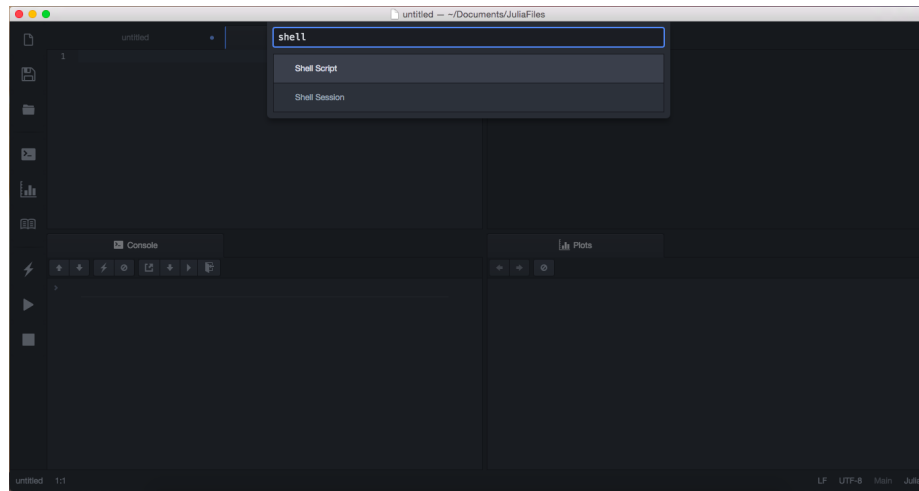 untitled — ~/Documents/JuliaFiles
untitled
shell
1
Shell Script
Shell Session
Console
Plots
>
untitled 1:1
LF UTF-8 Main Julia